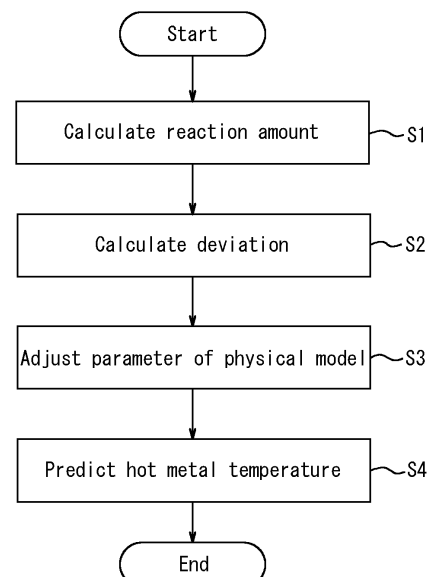 Start
Calculate reaction amount
S1
Calculate deviation
S2
Adjust parameter of physical model
S3
Predict hot metal temperature
S4
End